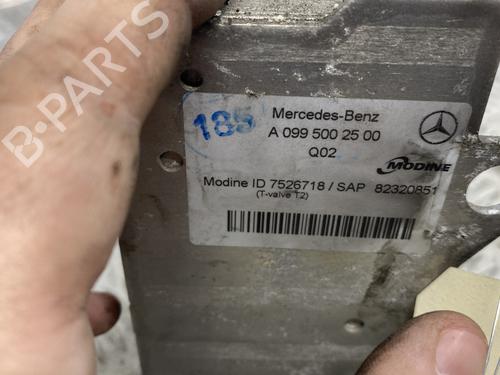 185
Mercedes-Benz
A 099 500 25 00
Q02
MODINE
Modine ID 7526718 / SAP 82320851
(T-valve T2)
B-PARTS